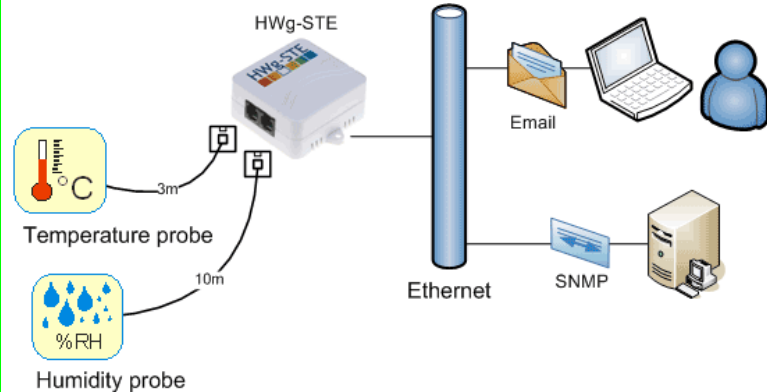 HWg-STE
HWg-STE
Email
°C
3m
Temperature probe
10m
Ethernet
SNMP
%RH
Humidity probe